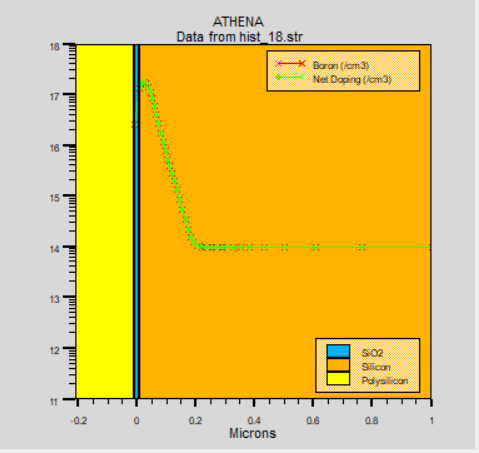 ATHENA
Data from hist_18.str
18
Boron (/cm3)
Net Doping (/cm3)
17
16
15
14
13
12
SiO2
Silicon
Polysilicon
11
-0.2 0 0.2 0.4 0.6 0.8 1
Microns